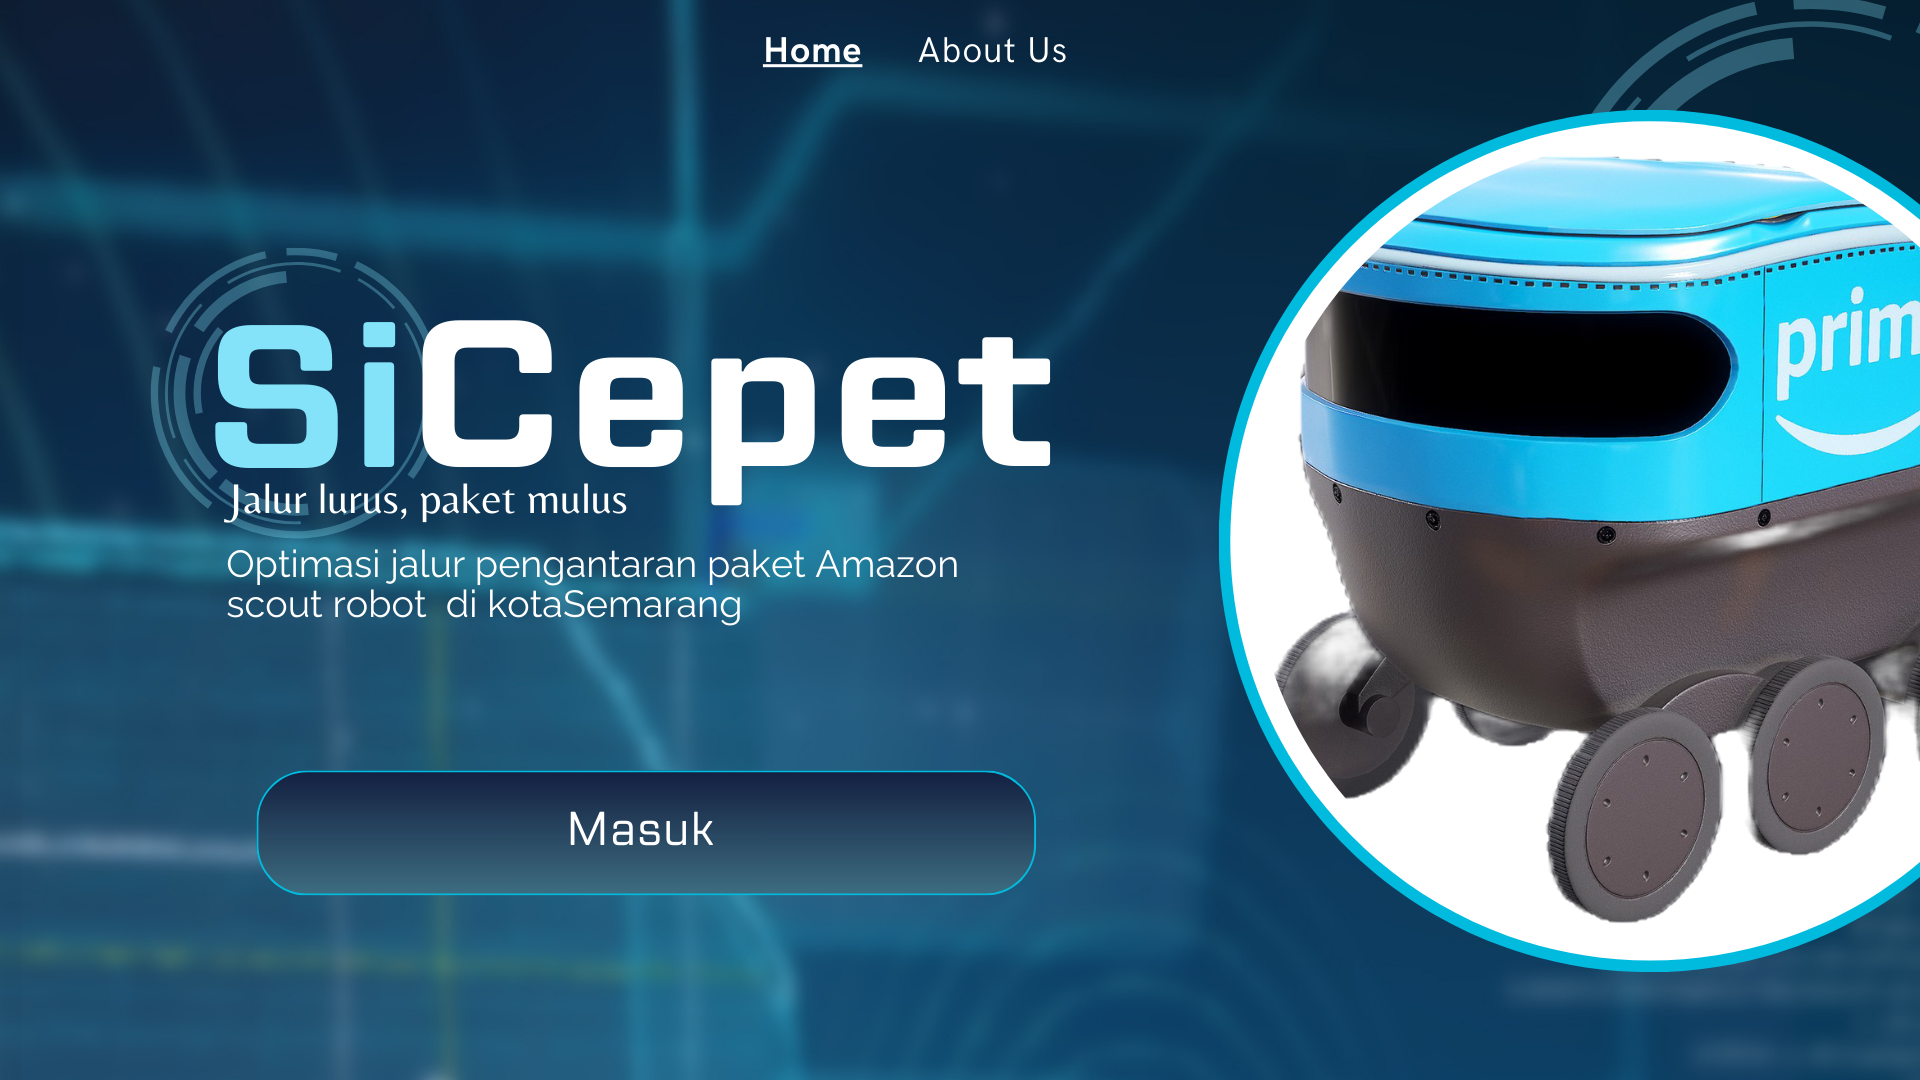 Home About Us
SiCepet
Jalur lurus, paket mulus
Optimasi jalur pengantaran paket Amazon
scout robot  di kotaSemarang
Masuk
prim